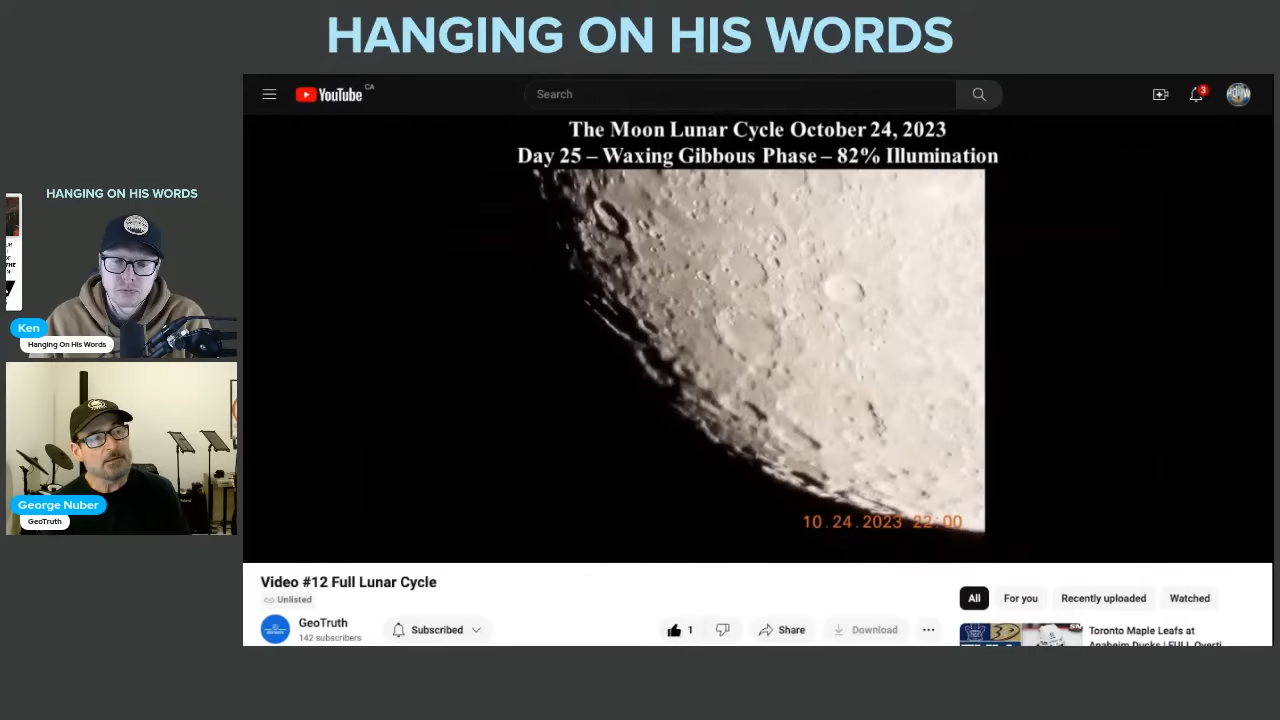 HANGING ON HIS WORDS
YouTube CA
Search
3
The Moon Lunar Cycle October 24, 2023
Day 25 – Waxing Gibbous Phase – 82% Illumination
10.24.2023 22:00
HANGING ON HIS WORDS
Ken
Hanging On His Words
George Nuber
GeoTruth
Video #12 Full Lunar Cycle
Unlisted
GeoTruth
142 subscribers
Subscribed
1
Share
Download
All
For you
Recently uploaded
Watched
Toronto Maple Leafs at
Anaheim Ducks | FULL Overti